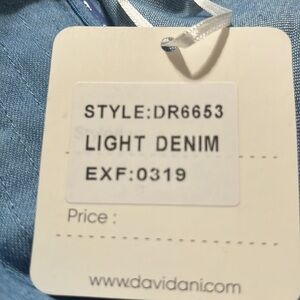 STYLE:DR6653
LIGHT DENIM
EXF:0319
Price :
www.davidani.com